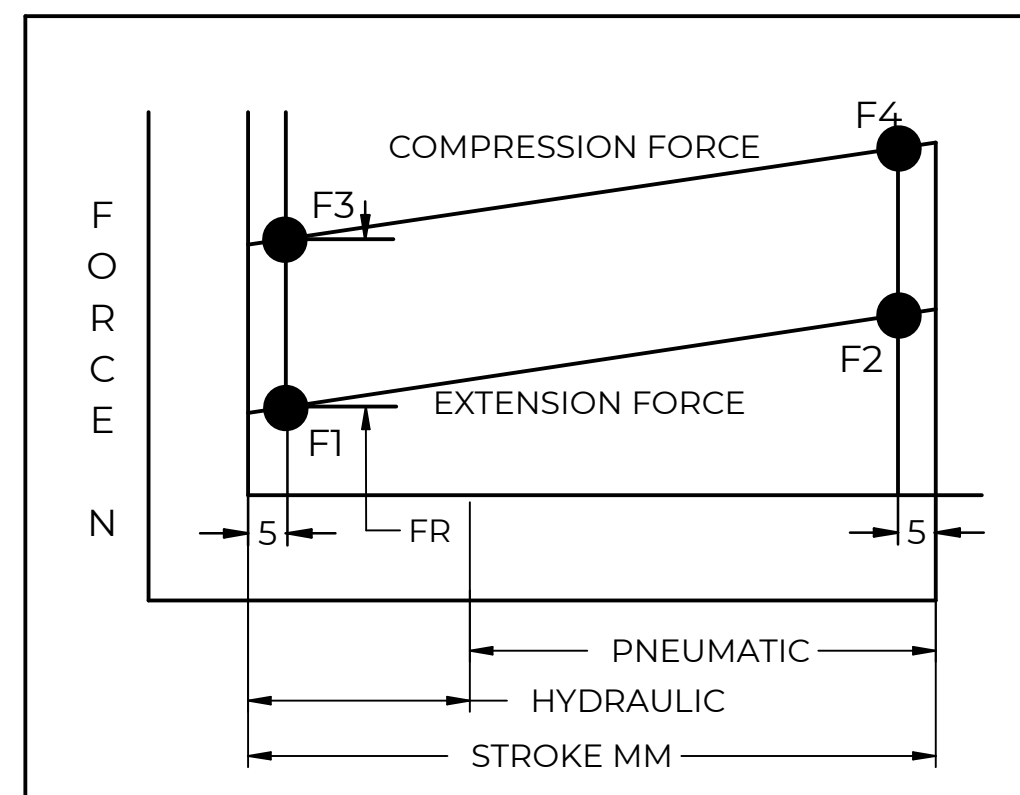 F4
COMPRESSION FORCE
F3
F
O
R
C
E
N
F2
EXTENSION FORCE
F1
5
FR
5
PNEUMATIC
HYDRAULIC
STROKE MM